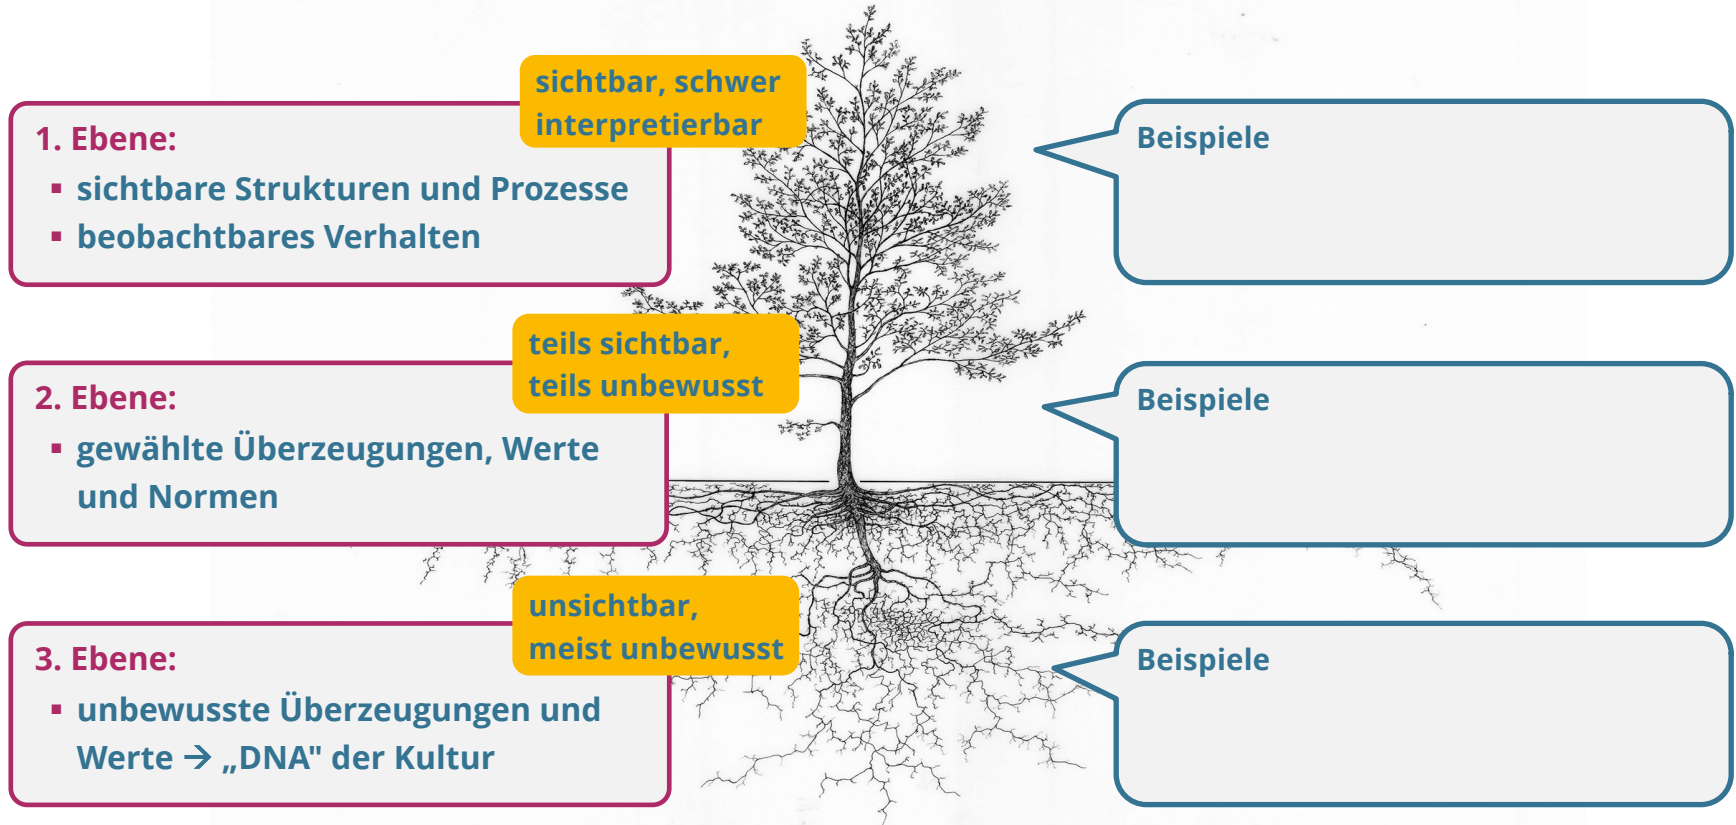 sichtbar, schwer
interpretierbar
1. Ebene:
▪ sichtbare Strukturen und Prozesse
▪ beobachtbares Verhalten
Beispiele
teils sichtbar,
teils unbewusst
2. Ebene:
▪ gewählte Überzeugungen, Werte
und Normen
Beispiele
unsichtbar,
meist unbewusst
3. Ebene:
▪ unbewusste Überzeugungen und
Werte → „DNA" der Kultur
Beispiele